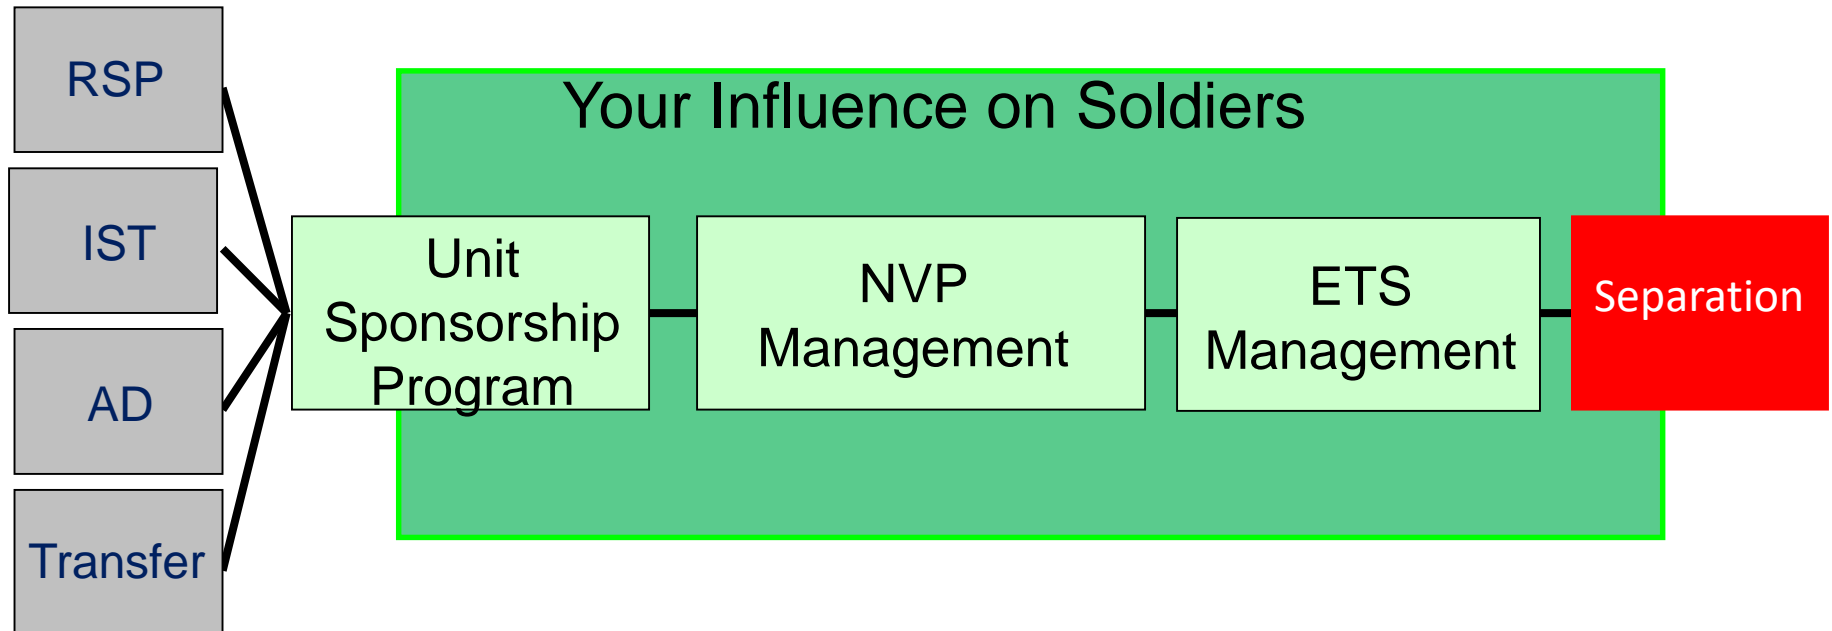 RSP
IST
AD
Transfer
Your Influence on Soldiers
Unit
Sponsorship
Program
NVP
Management
ETS
Management
Separation